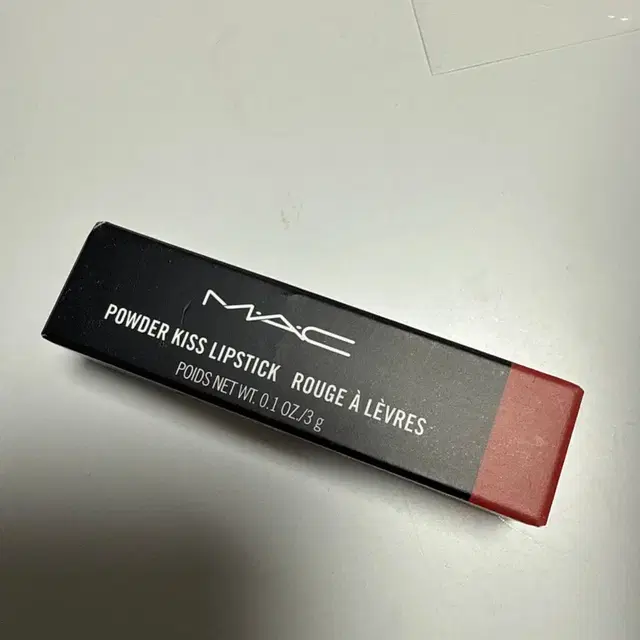 M·A·C
POWDER KISS LIPSTICK ROUGE À LÈVRES
POIDS NET WT. 0.1 OZ./3 g